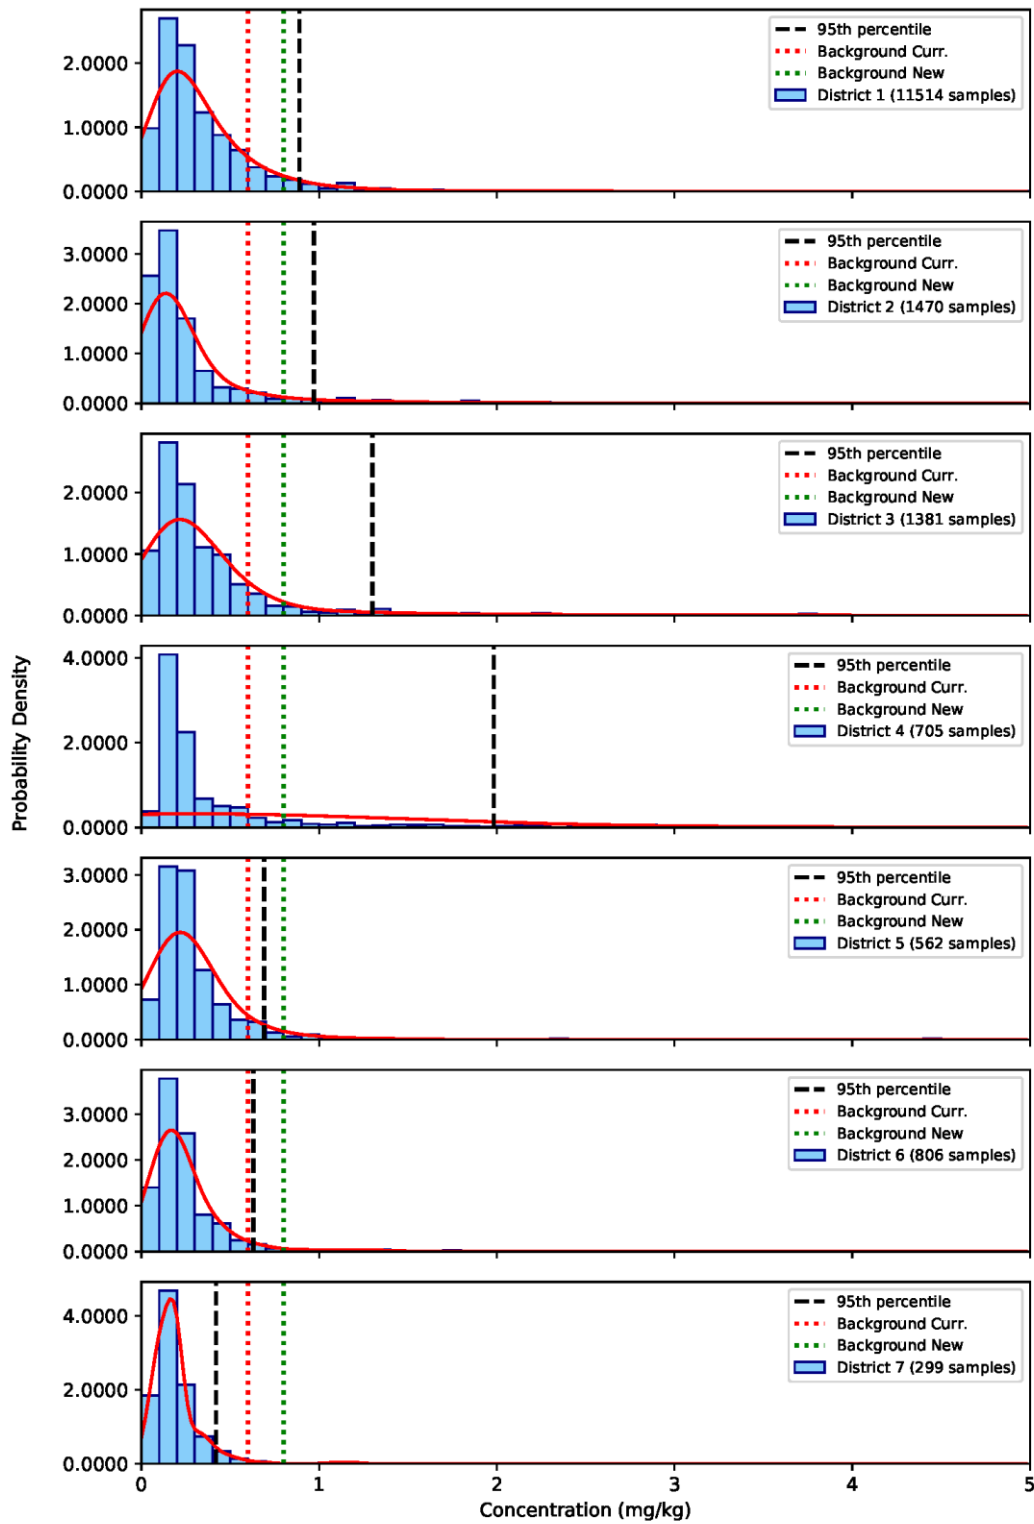 95th percentile
Background Curr.
Background New
District 1 (11514 samples)
2.0000
1.0000
0.0000
95th percentile
Background Curr.
Background New
District 2 (1470 samples)
3.0000
2.0000
1.0000
0.0000
95th percentile
Background Curr.
Background New
District 3 (1381 samples)
2.0000
1.0000
0.0000
Probability Density
95th percentile
Background Curr.
Background New
District 4 (705 samples)
4.0000
2.0000
0.0000
95th percentile
Background Curr.
Background New
District 5 (562 samples)
3.0000
2.0000
1.0000
0.0000
95th percentile
Background Curr.
Background New
District 6 (806 samples)
3.0000
2.0000
1.0000
0.0000
95th percentile
Background Curr.
Background New
District 7 (299 samples)
4.0000
2.0000
0.0000
0 1 2 3 4 5
Concentration (mg/kg)